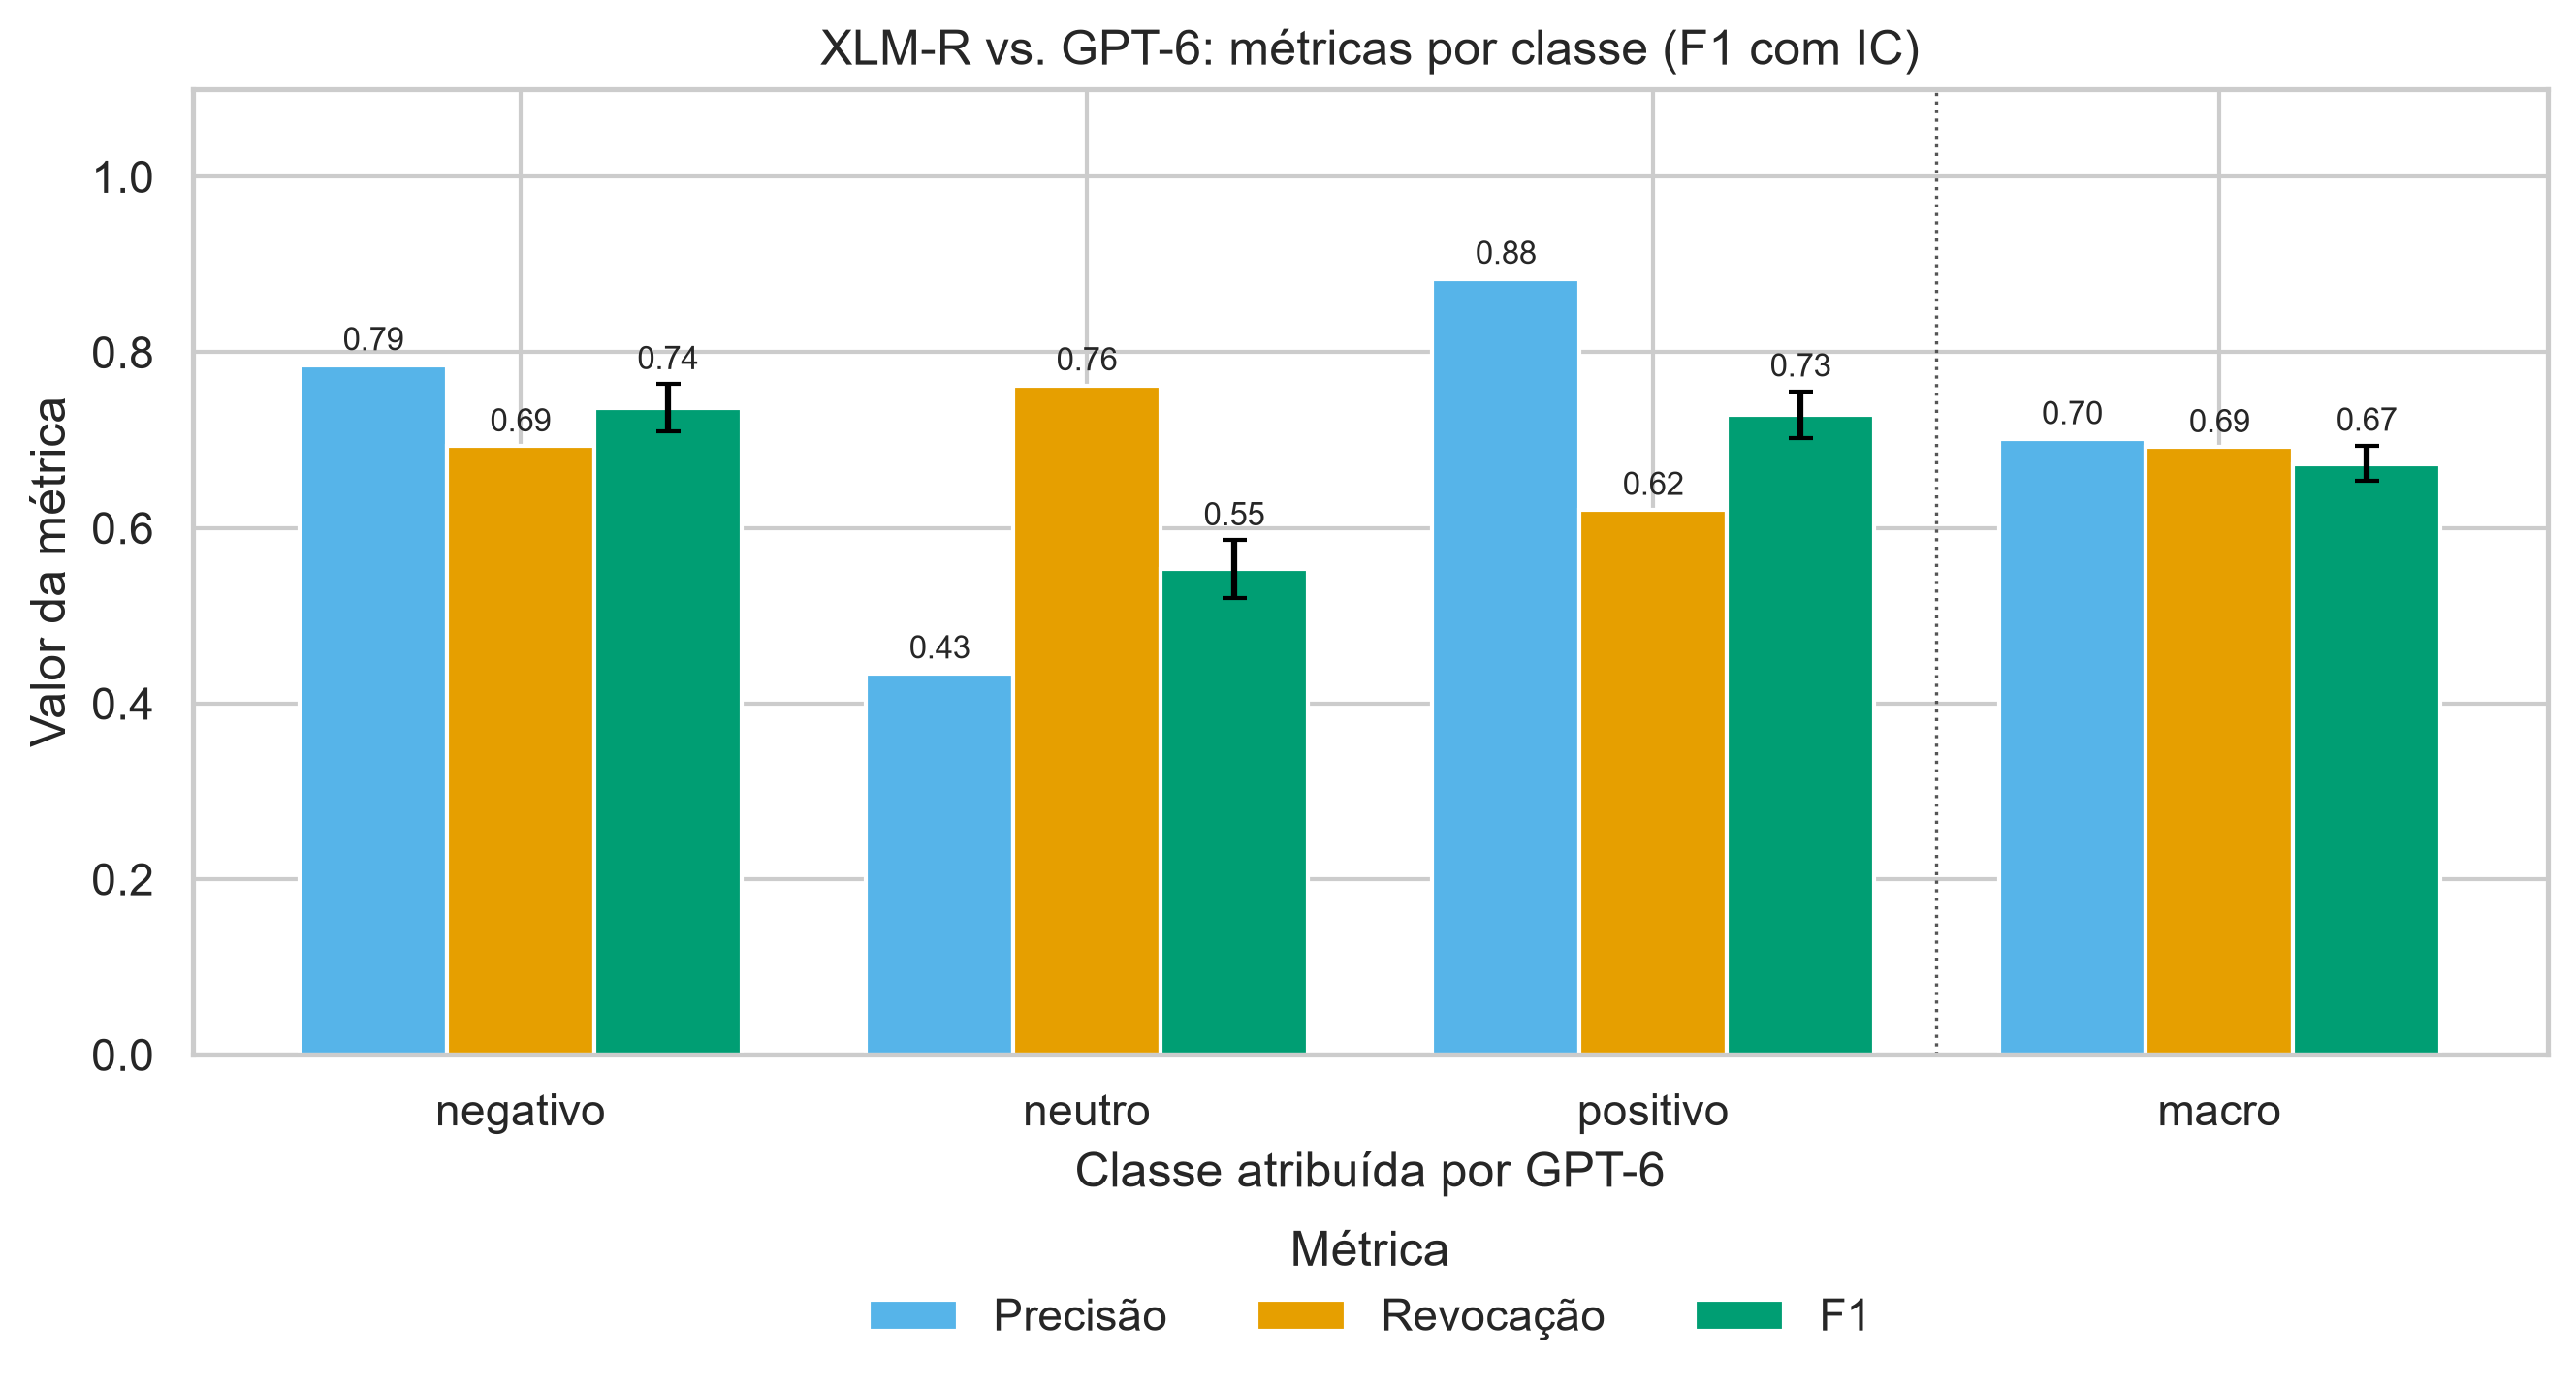 XLM-R vs. GPT-6: métricas por classe (F1 com IC)
Valor da métrica
1.0
0.8
0.6
0.4
0.2
0.0
0.79
0.69
0.74
0.43
0.76
0.55
0.88
0.62
0.73
0.70
0.69
0.67
negativo
neutro
positivo
macro
Classe atribuída por GPT-6
Métrica
Precisão
Revocação
F1